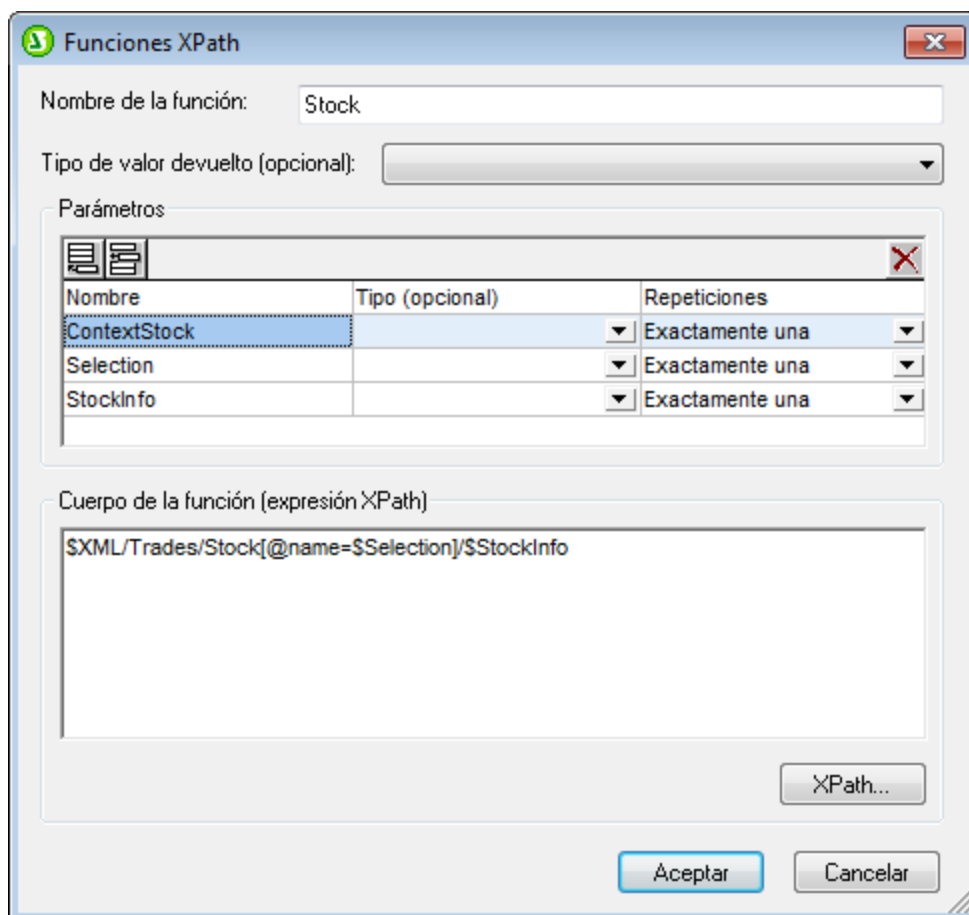 Funciones XPath
Nombre de la función: Stock
Tipo de valor devuelto (opcional):
Parámetros
Nombre Tipo (opcional) Repeticiones
ContextStock Exactamente una
Selection Exactamente una
StockInfo Exactamente una
Cuerpo de la función (expresión XPath)
$XML/Trades/Stock[@name=$Selection]/$StockInfo
XPath...
Aceptar Cancelar